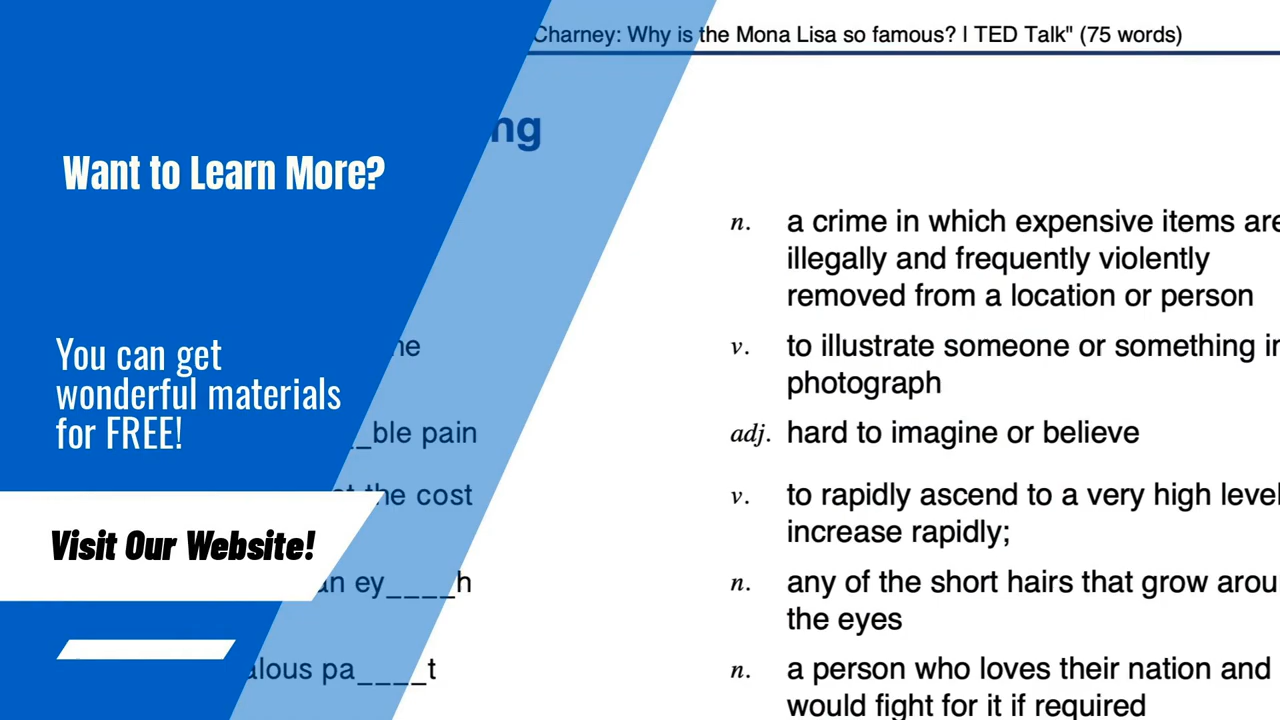 Charney: Why is the Mona Lisa so famous? | TED Talk" (75 words)
Want to Learn More?
You can get
wonderful materials
for FREE!
Visit Our Website!
n. a crime in which expensive items are
illegally and frequently violently
removed from a location or person
v. to illustrate someone or something in
photograph
__ble pain
adj. hard to imagine or believe
the cost
v. to rapidly ascend to a very high level
increase rapidly;
an ey____h
n. any of the short hairs that grow
the eyes
alous pa____t
n. a person who loves their nation and
would fight for it if required